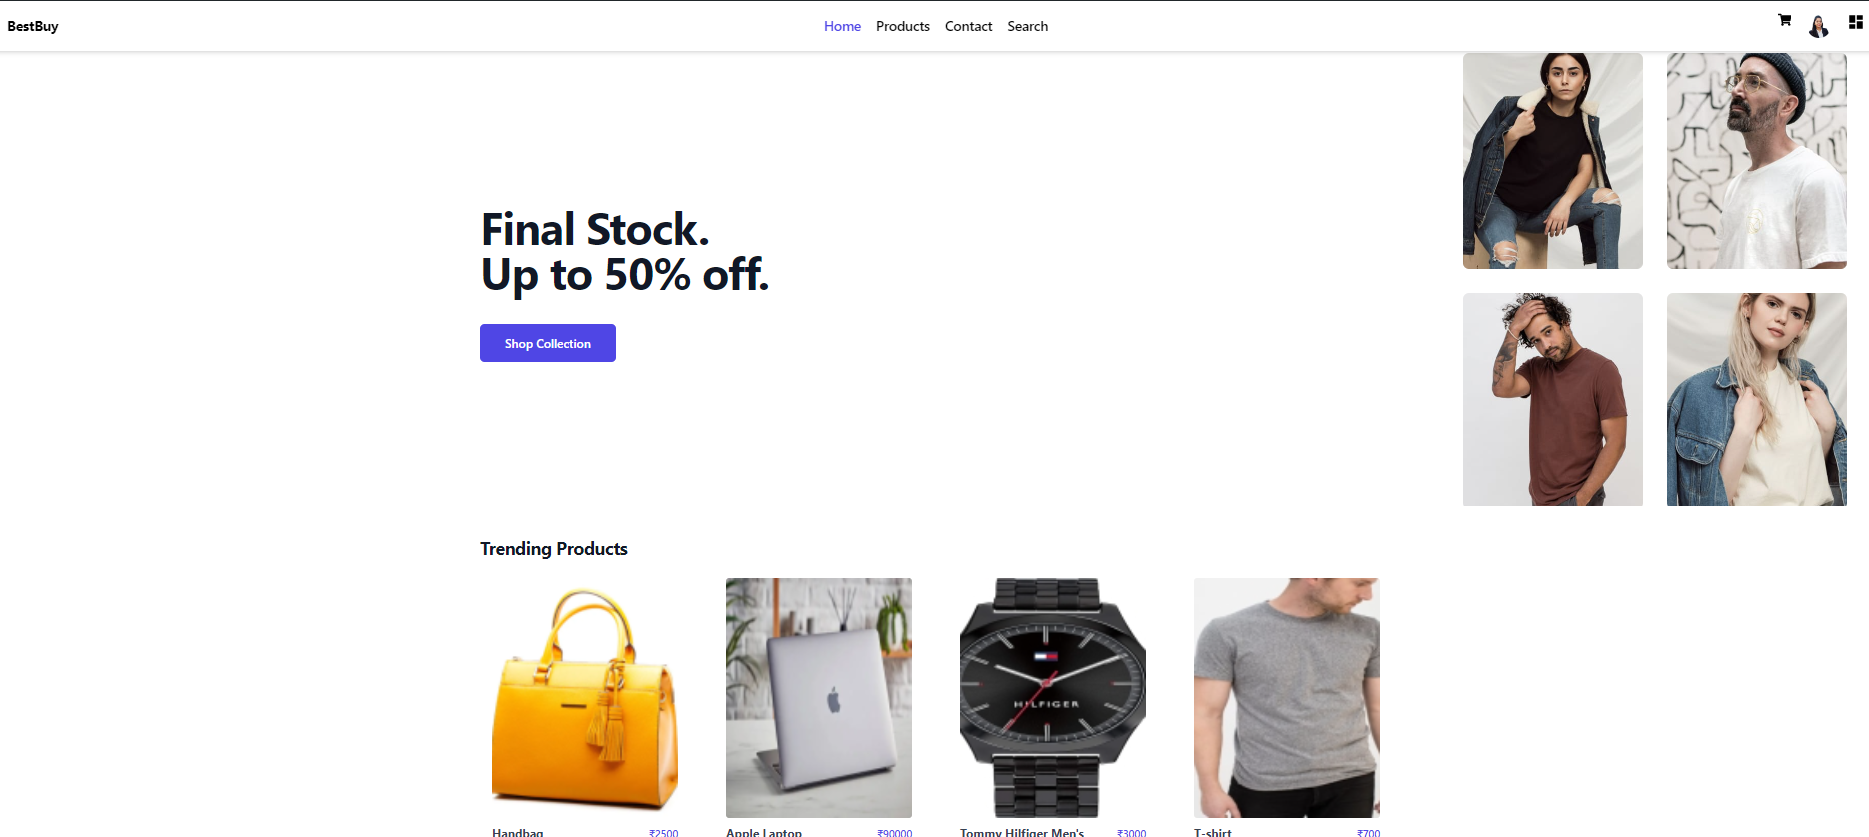 BestBuy
Home Products Contact Search
Final Stock.
Up to 50% off.
Shop Collection
Trending Products
HILFIGER
Handbag ₹2500
Apple Laptop ₹90000
Tommy Hilfiger Men's ₹3000
T-shirt ₹700